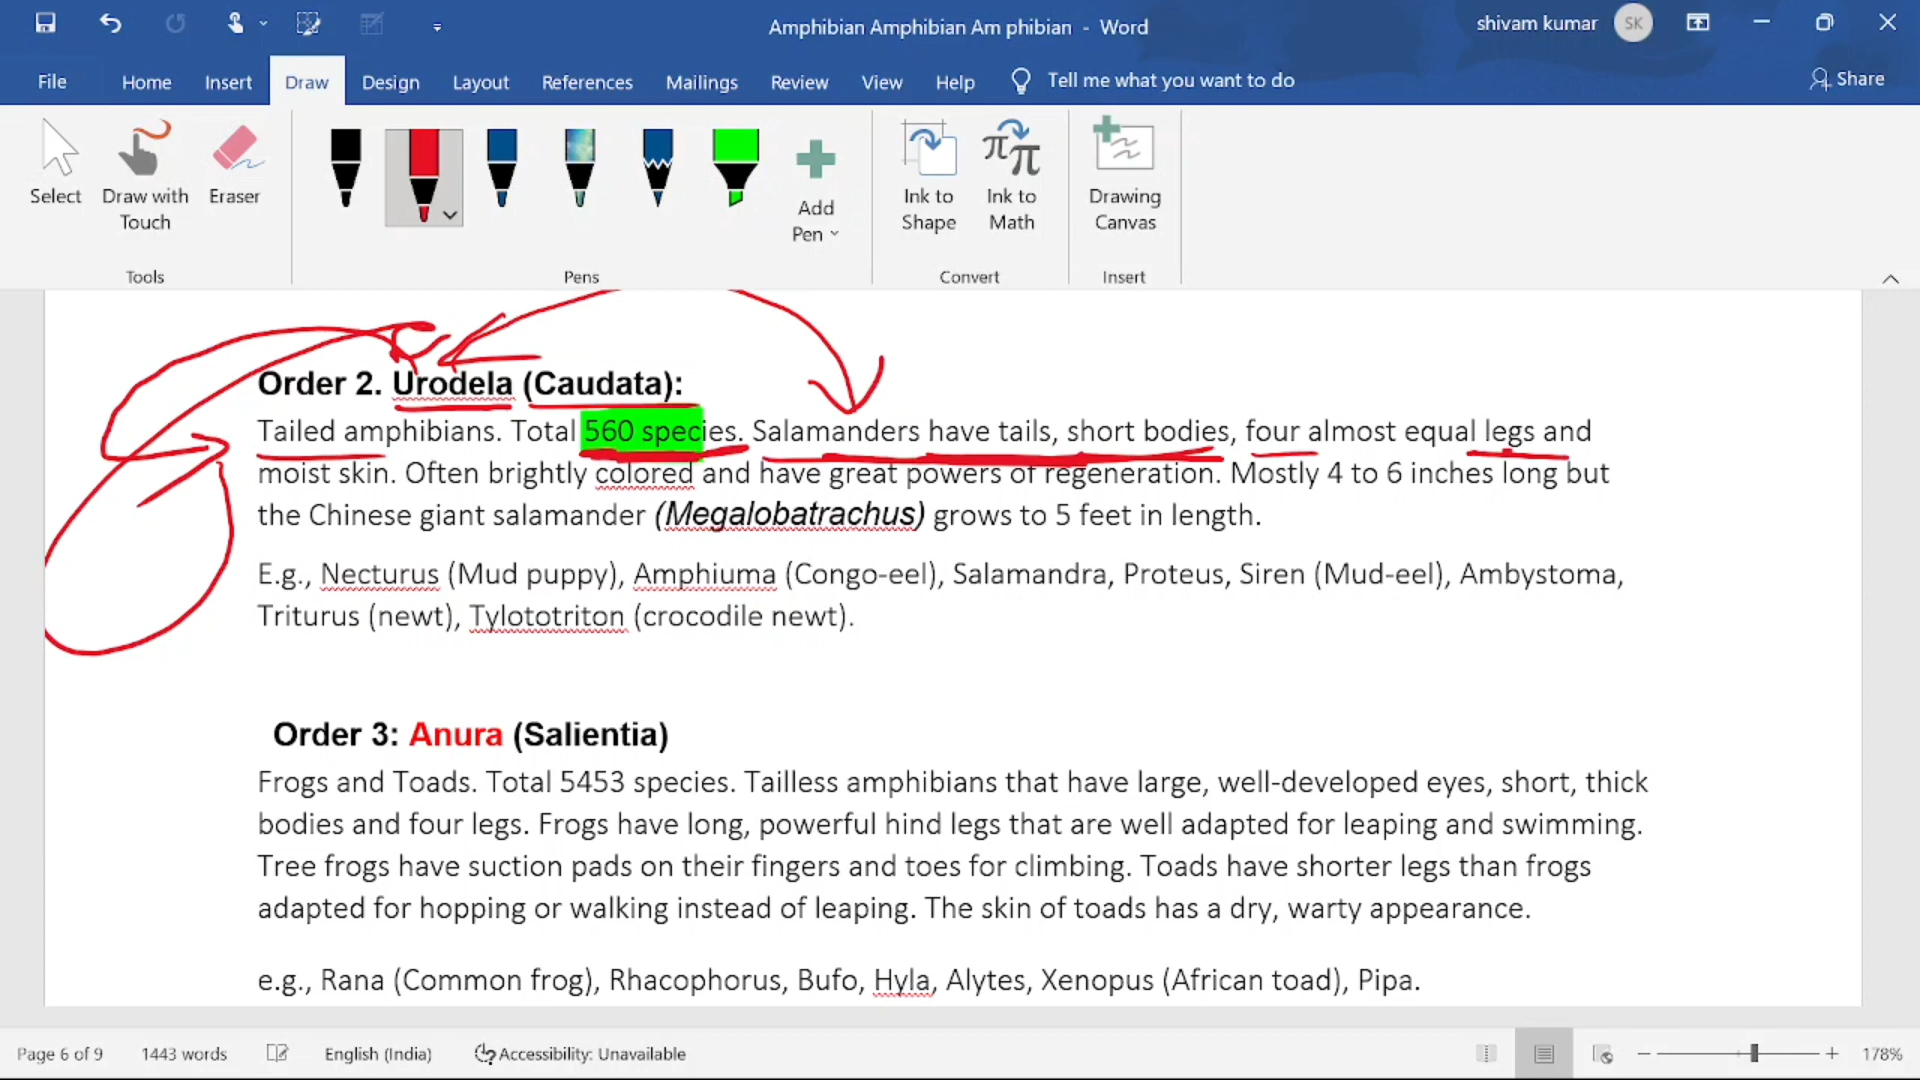 Amphibian Amphibian Am phibian - Word
shivam kumar SK
File Home Insert Draw Design Layout References Mailings Review View Help Tell me what you want to do Share
Select Draw with Touch Eraser Add Pen Ink to Shape Ink to Math Drawing Canvas
Tools Pens Convert Insert
Order 2. Urodela (Caudata):
Tailed amphibians. Total 560 species. Salamanders have tails, short bodies, four almost equal legs and
moist skin. Often brightly colored and have great powers of regeneration. Mostly 4 to 6 inches long but
the Chinese giant salamander (Megalobatrachus) grows to 5 feet in length.
E.g., Necturus (Mud puppy), Amphiuma (Congo-eel), Salamandra, Proteus, Siren (Mud-eel), Ambystoma,
Triturus (newt), Tylototriton (crocodile newt).
Order 3: Anura (Salientia)
Frogs and Toads. Total 5453 species. Tailless amphibians that have large, well-developed eyes, short, thick
bodies and four legs. Frogs have long, powerful hind legs that are well adapted for leaping and swimming.
Tree frogs have suction pads on their fingers and toes for climbing. Toads have shorter legs than frogs
adapted for hopping or walking instead of leaping. The skin of toads has a dry, warty appearance.
e.g., Rana (Common frog), Rhacophorus, Bufo, Hyla, Alytes, Xenopus (African toad), Pipa.
Page 6 of 9 1443 words English (India) Accessibility: Unavailable 178%